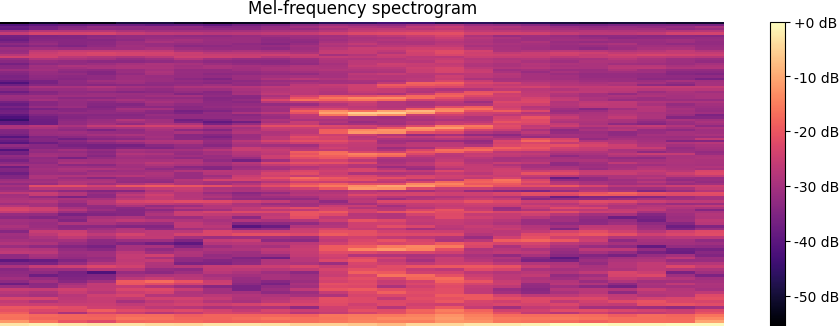 Mel-frequency spectrogram
+0 dB
-10 dB
-20 dB
-30 dB
-40 dB
-50 dB